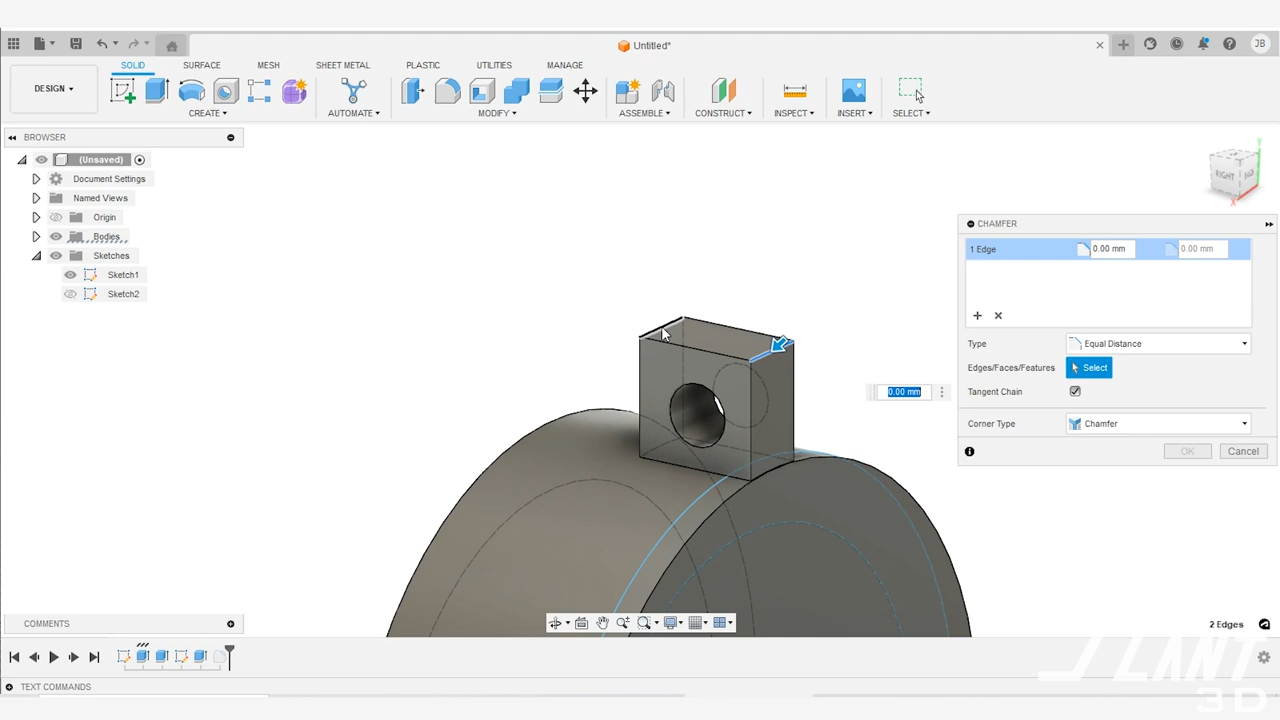 Untitled*
JB
DESIGN
SOLID
SURFACE
MESH
SHEET METAL
PLASTIC
UTILITIES
MANAGE
CREATE
AUTOMATE
MODIFY
ASSEMBLE
CONSTRUCT
INSPECT
INSERT
SELECT
BROWSER
(Unsaved)
Document Settings
Named Views
Origin
Bodies
Sketches
Sketch1
Sketch2
RIGHT
CHAMFER
1 Edge
0.00 mm
0.00 mm
Type
Equal Distance
Edges/Faces/Features
Select
Tangent Chain
Corner Type
Chamfer
OK
Cancel
0.00 mm
COMMENTS
2 Edges
TEXT COMMANDS
3D